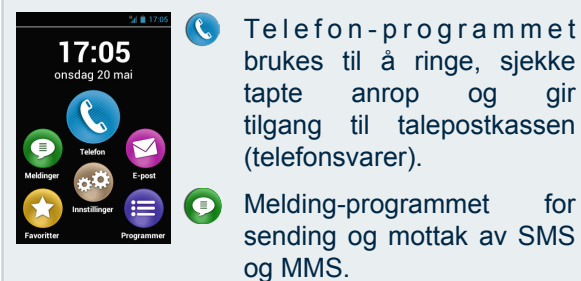 17:05
17:05
onsdag 20 mai
Telefon
Meldinger
E-post
Innstillinger
Favoritter
Programmer
Telefon-programmet
brukes til å ringe, sjekke
tapte anrop og gir
tilgang til talepostkassen
(telefonsvarer).
Melding-programmet for
sending og mottak av SMS
og MMS.